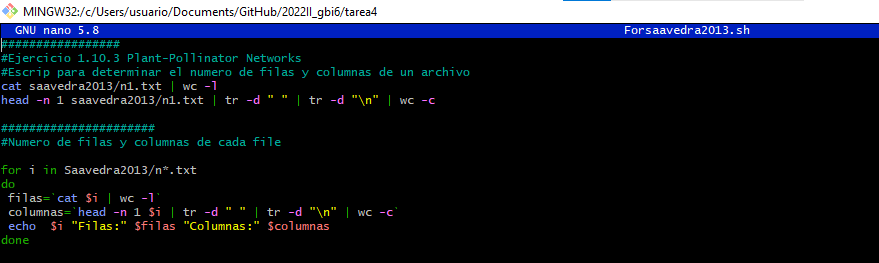 MINGW32:/c/Users/usuario/Documents/GitHub/2022II_gbi6/tarea4
GNU nano 5.8 Forsaavedra2013.sh
#################
#Ejercicio 1.10.3 Plant-Pollinator Networks
#Escrip para determinar el numero de filas y columnas de un archivo
cat saavedra2013/n1.txt | wc -l
head -n 1 saavedra2013/n1.txt | tr -d " " | tr -d "\n" | wc -c
######################
#Numero de filas y columnas de cada file
for i in Saavedra2013/n*.txt
do
filas=`cat $i | wc -l`
columnas=`head -n 1 $i | tr -d " " | tr -d "\n" | wc -c`
echo  $i "Filas:" $filas "Columnas:" $columnas
done